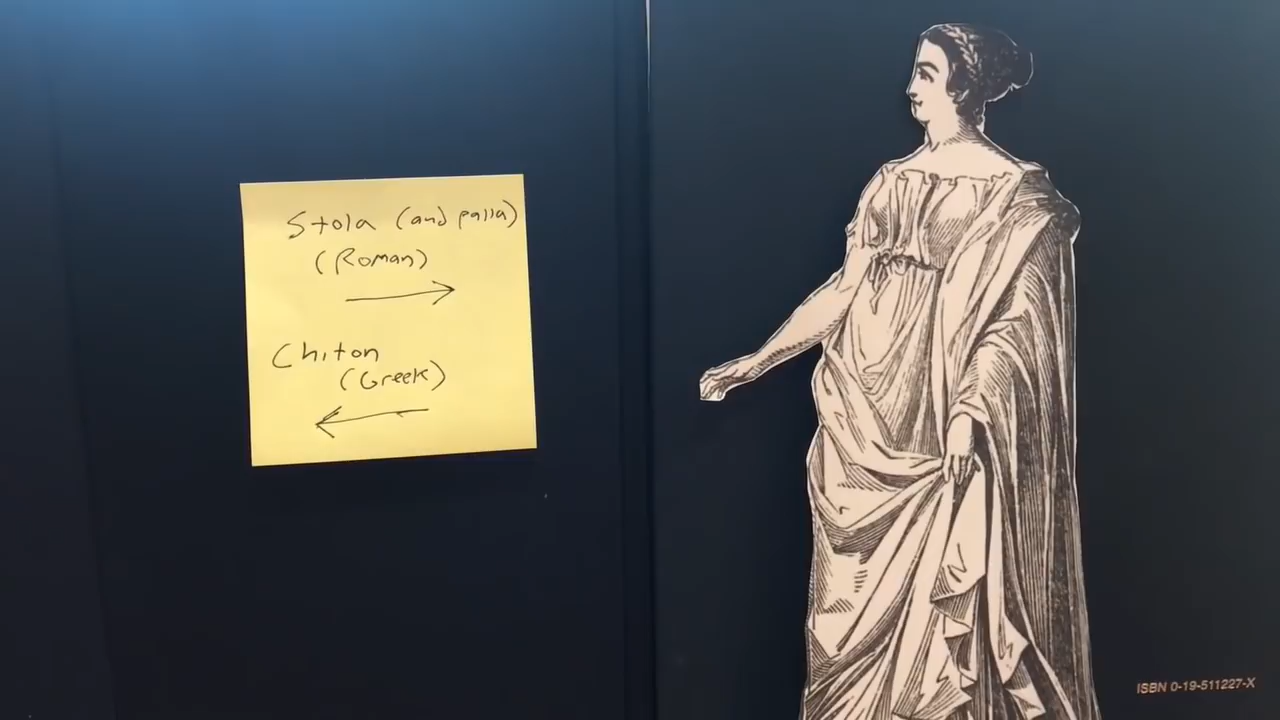 Stola (and palla)
(Roman)
Chiton
(Greek)
ISBN 0-19-511227-X